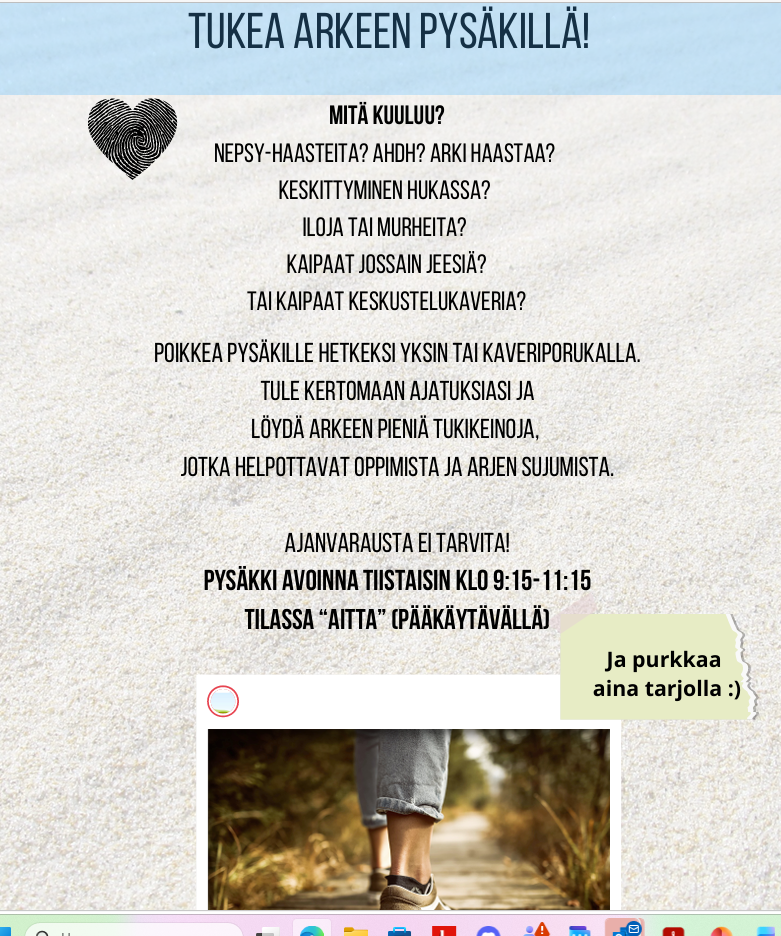 TUKEA ARKEEN PYSÄKILLÄ!
MITÄ KUULUU?
NEPSY-HAASTEITA? AHDH? ARKI HAASTAA?
KESKITTYMINEN HUKASSA?
ILOJA TAI MURHEITA?
KAIPAAT JOSSAIN JEESIÄ?
TAI KAIPAAT KESKUSTELUKAVERIA?
POIKKEA PYSÄKILLE HETKEKSI YKSIN TAI KAVERIPORUKALLA.
TULE KERTOMAAN AJATUKSIASI JA
LÖYDÄ ARKEEN PIENIÄ TUKIKEINOJA,
JOTKA HELPOTTAVAT OPPIMISTA JA ARJEN SUJUMISTA.
AJANVARAUSTA EI TARVITA!
PYSÄKKI AVOINNA TIISTAISIN KLO 9:15-11:15
TILASSA “AITTA” (PÄÄKÄYTÄVÄLLÄ)
Ja purkkaa
aina tarjolla :)